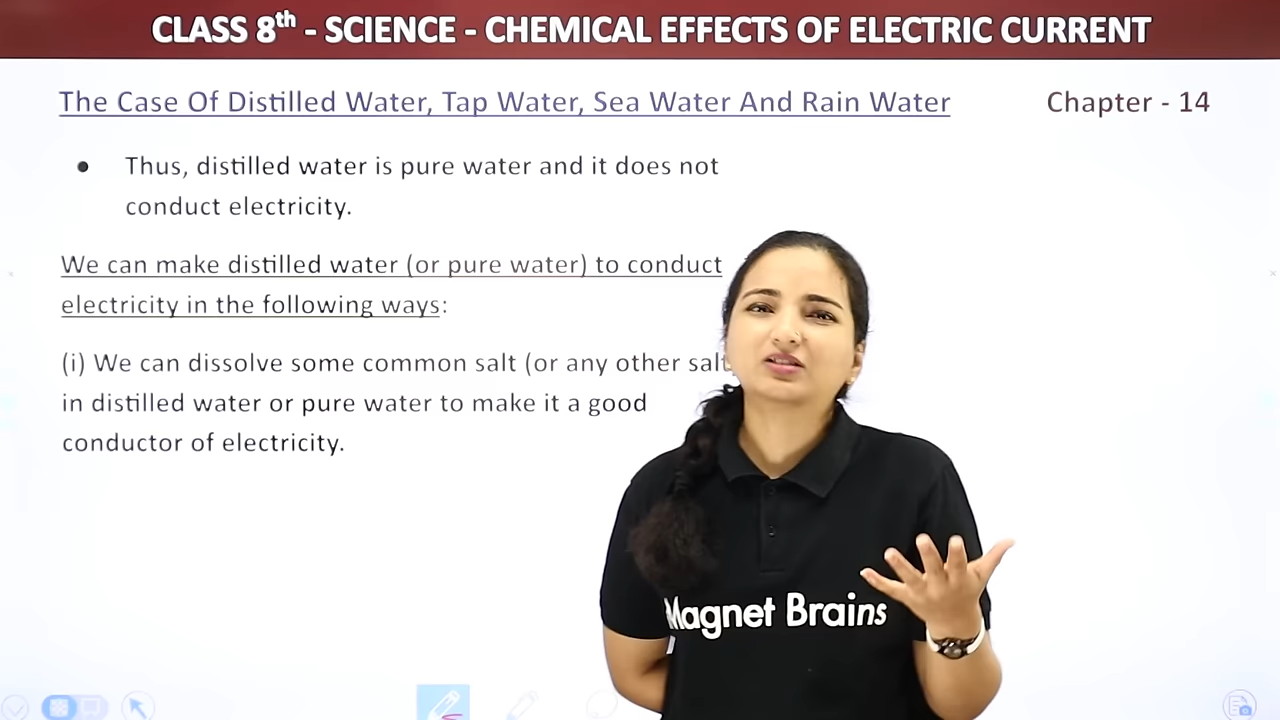 CLASS 8th - SCIENCE - CHEMICAL EFFECTS OF ELECTRIC CURRENT
The Case Of Distilled Water, Tap Water, Sea Water And Rain Water
Chapter - 14
• Thus, distilled water is pure water and it does not
conduct electricity.
We can make distilled water (or pure water) to conduct
electricity in the following ways:
(i) We can dissolve some common salt (or any other salt
in distilled water or pure water to make it a good
conductor of electricity.
Magnet Brains